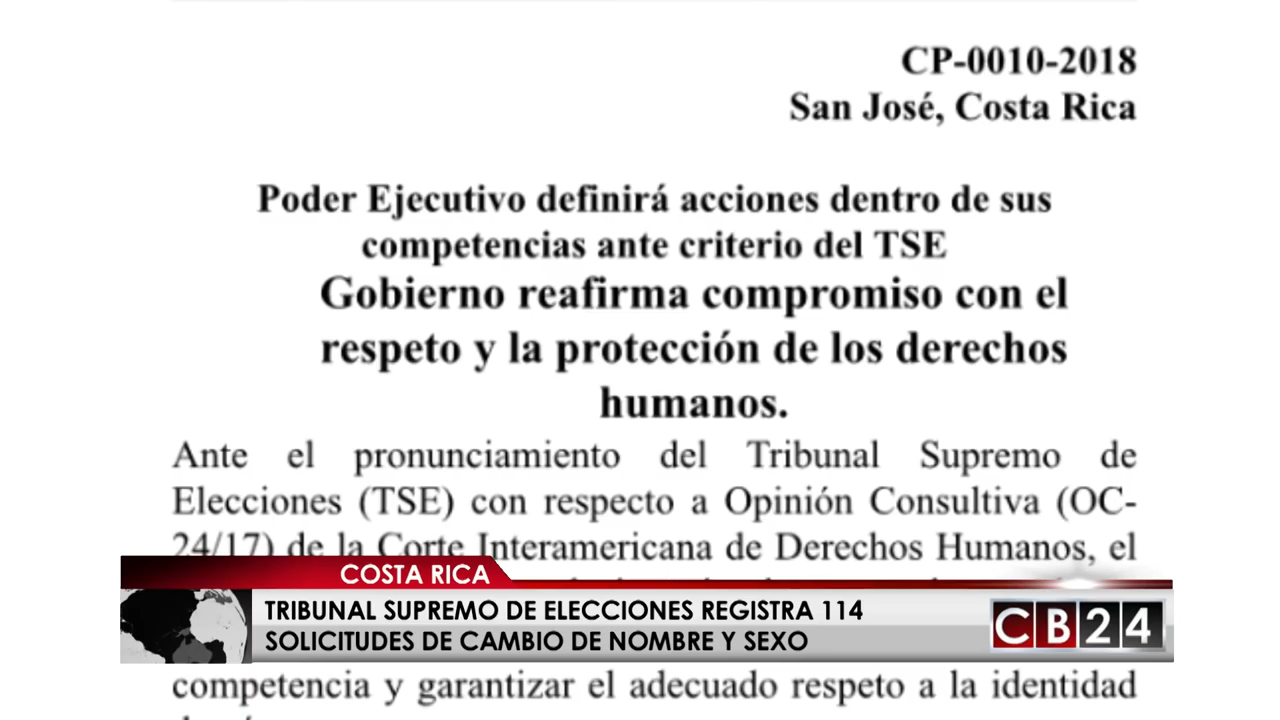 CP-0010-2018
San José, Costa Rica
Poder Ejecutivo definirá acciones dentro de sus
competencias ante criterio del TSE
Gobierno reafirma compromiso con el
respeto y la protección de los derechos
humanos.
Ante el pronunciamiento del Tribunal Supremo de
Elecciones (TSE) con respecto a Opinión Consultiva (OC-
24/17) de la Corte Interamericana de Derechos Humanos, el
COSTA RICA
TRIBUNAL SUPREMO DE ELECCIONES REGISTRA 114
SOLICITUDES DE CAMBIO DE NOMBRE Y SEXO
CB24
competencia y garantizar el adecuado respeto a la identidad